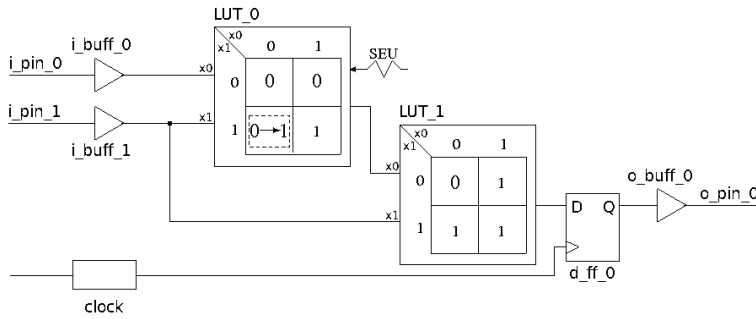 LUT_0
i_buff_0
x0
x1
0 1
SEU
i_pin_0
x0
0 0 0
i_pin_1
x1
1 0→1 1
i_buff_1
LUT_1
x0
x1
0 1
x0
0 0 1
x1
1 1 1
o_buff_0
o_pin_0
D Q
d_ff_0
clock